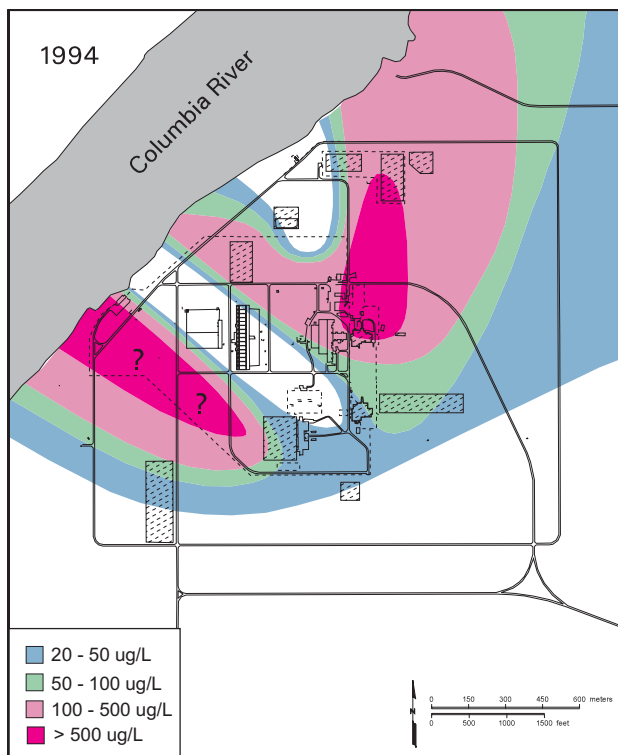 1994
Columbia River
?
?
20 - 50 ug/L
50 - 100 ug/L
100 - 500 ug/L
> 500 ug/L
N
0 150 300 450 600 meters
0 500 1000 1500 feet